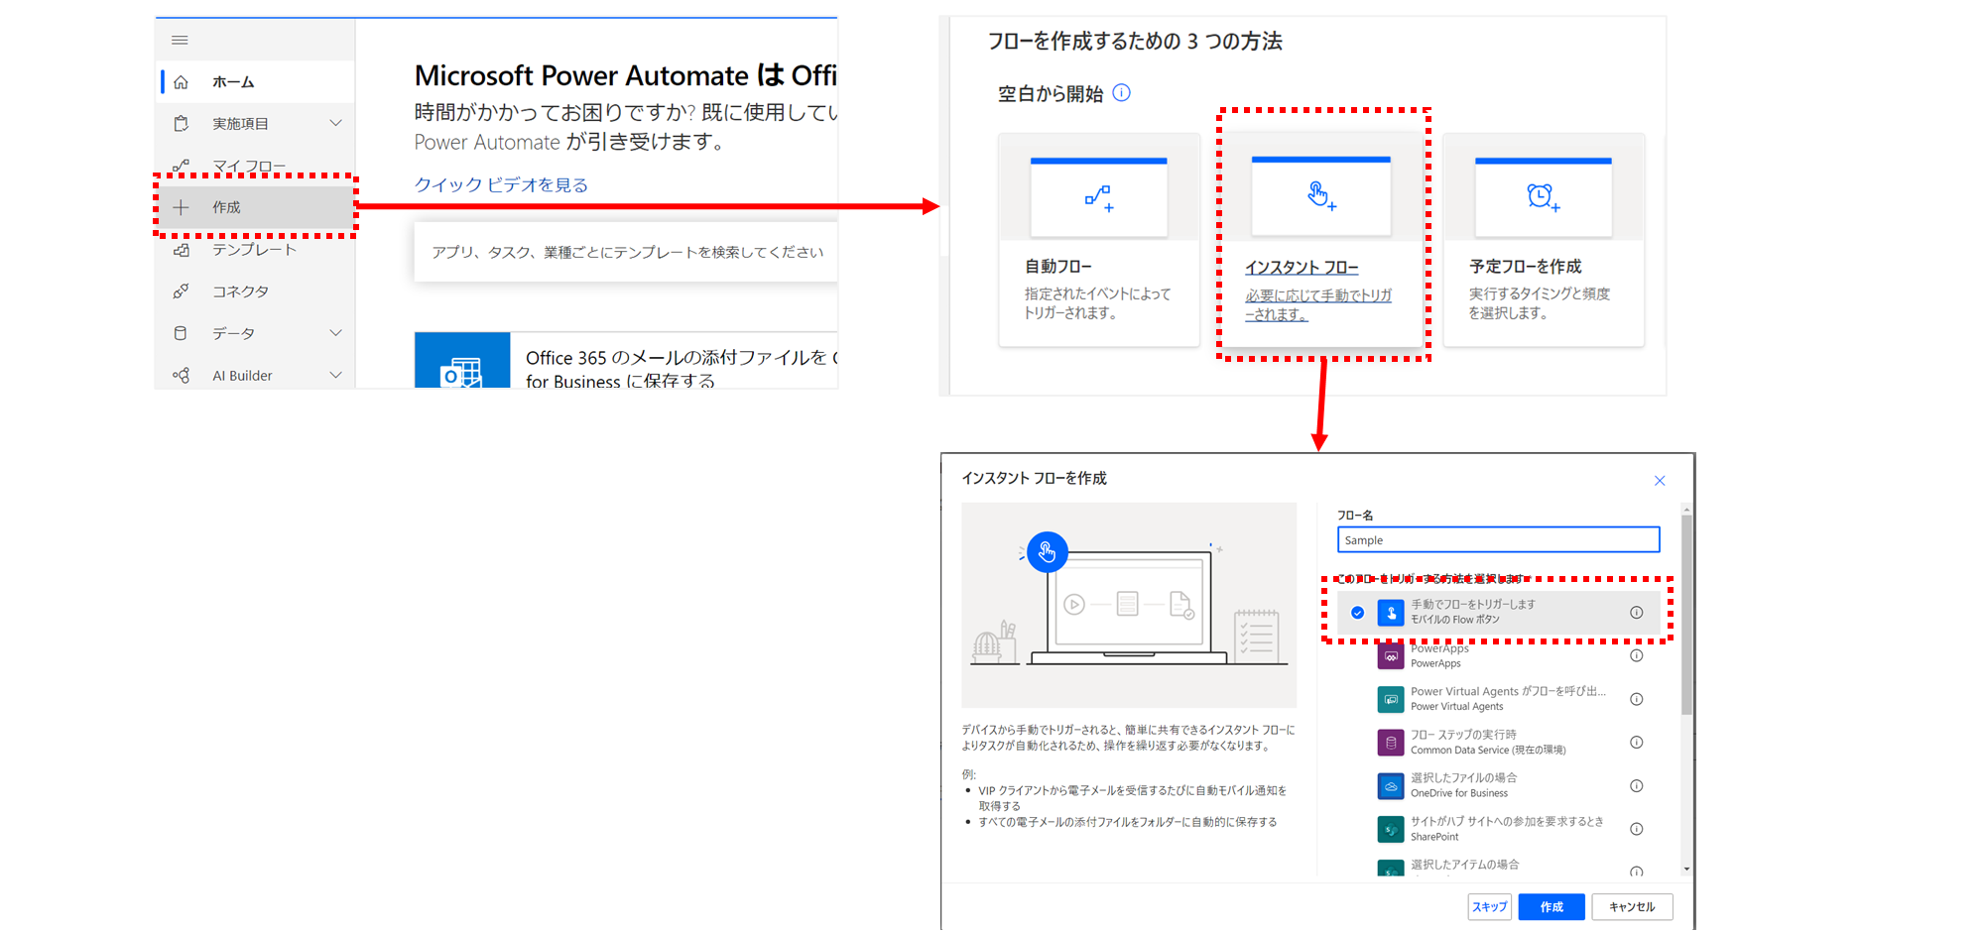 ホーム
実施項目
マイ フロー
作成
テンプレート
コネクタ
データ
AI Builder
Microsoft Power Automate は Offi
時間がかかってお困りですか? 既に使用してい
Power Automate が引き受けます。
クイック ビデオを見る
アプリ、タスク、業種ごとにテンプレートを検索してください
Office 365 のメールの添付ファイルを
for Business に保存する
フローを作成するための 3 つの方法
空白から開始
自動フロー
指定されたイベントによって
トリガーされます。
インスタント フロー
必要に応じて手動でトリガ
ーされます。
予定フローを作成
実行するタイミングと頻度
を選択します。
インスタント フローを作成
デバイスから手動でトリガーされると、簡単に共有できるインスタント フローに
よりタスクが自動化されるため、操作を繰り返す必要がなくなります。
例:
• VIP クライアントから電子メールを受信するたびに自動モバイル通知を
取得する
• すべての電子メールの添付ファイルをフォルダーに自動的に保存する
フロー名
Sample
このフローをトリガーする方法を選択します
手動でフローをトリガーします
モバイルの Flow ボタン
PowerApps
PowerApps
Power Virtual Agents がフローを呼び出...
Power Virtual Agents
フロー ステップの実行時
Common Data Service (現在の環境)
選択したファイルの場合
OneDrive for Business
サイトがハブ サイトへの参加を要求するとき
SharePoint
選択したアイテムの場合
スキップ
作成
キャンセル